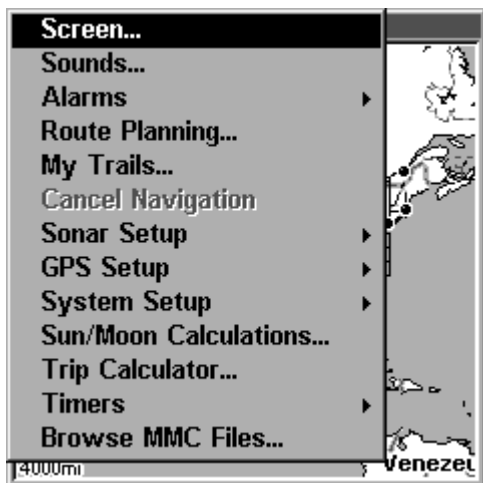 Screen...
Sounds...
Alarms
Route Planning...
My Trails...
Cancel Navigation
Sonar Setup
GPS Setup
System Setup
Sun/Moon Calculations...
Trip Calculator...
Timers
Browse MMC Files...
4000mi Venezu